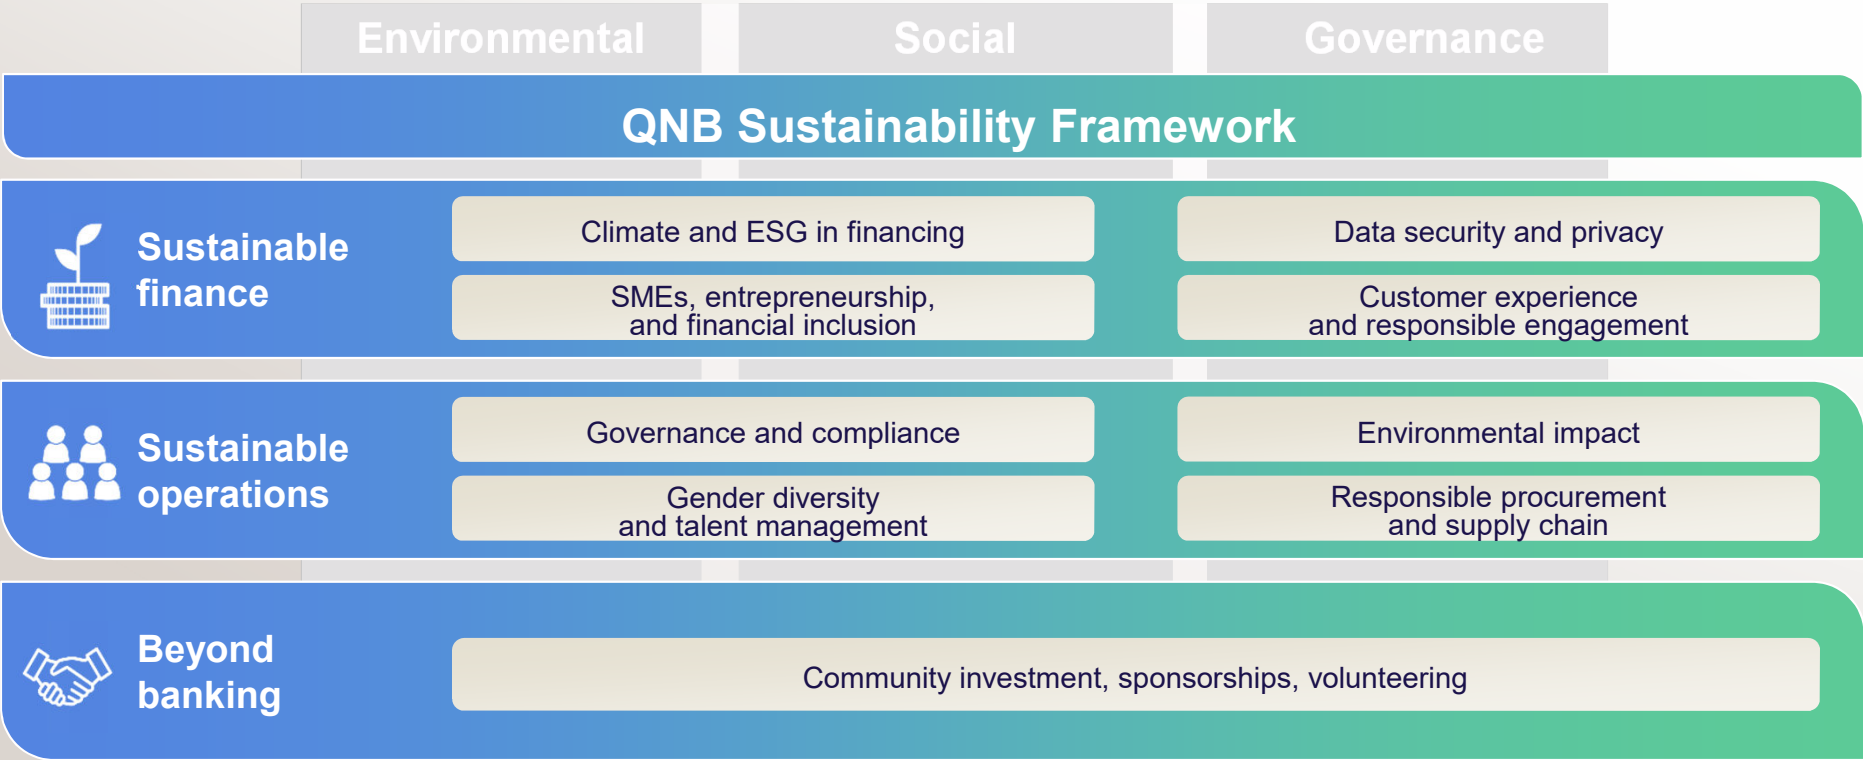 Environmental
Social
Governance
QNB Sustainability Framework
Sustainable
finance
Climate and ESG in financing
Data security and privacy
SMEs, entrepreneurship,
and financial inclusion
Customer experience
and responsible engagement
Sustainable
operations
Governance and compliance
Environmental impact
Gender diversity
and talent management
Responsible procurement
and supply chain
Beyond
banking
Community investment, sponsorships, volunteering